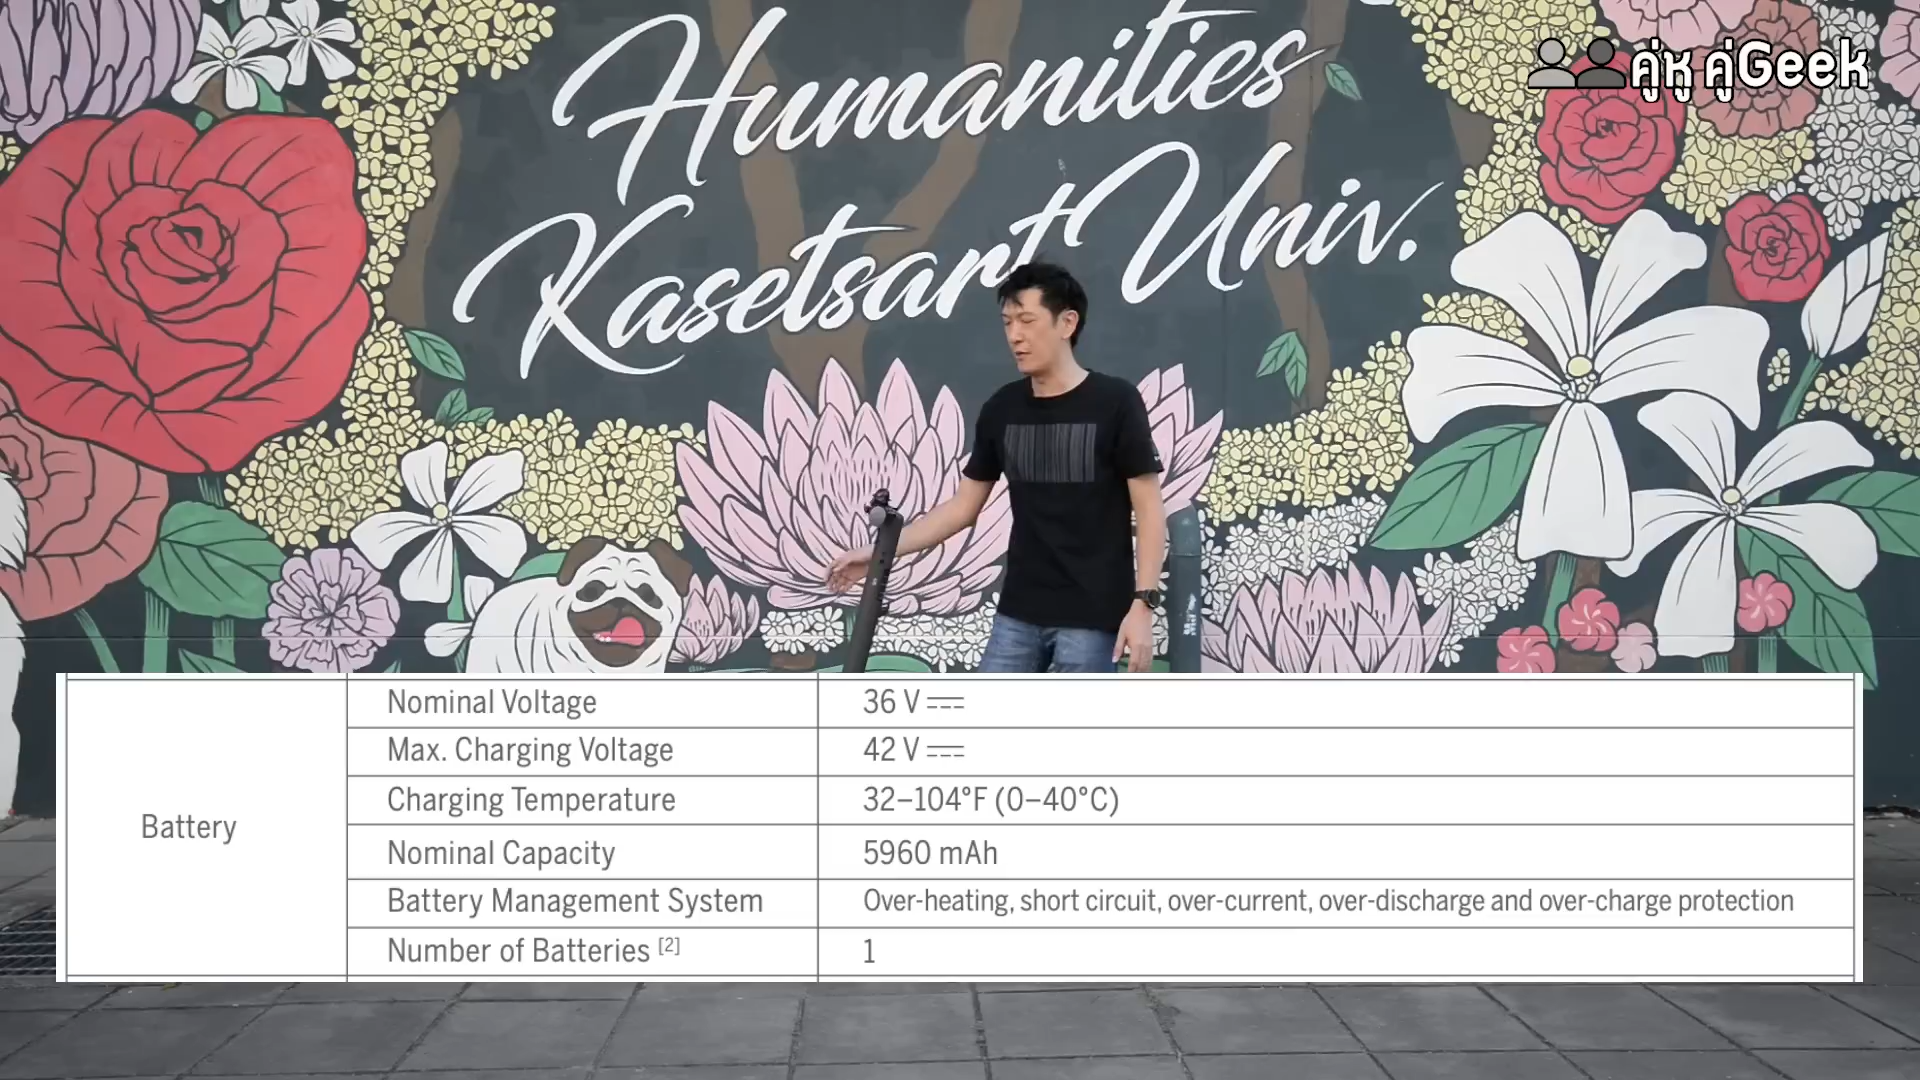 Humanities
Kasetsart Univ.
คู่หู คู่Geek
Battery
Nominal Voltage 36 V ⎓
Max. Charging Voltage 42 V ⎓
Charging Temperature 32–104°F (0–40°C)
Nominal Capacity 5960 mAh
Battery Management System Over-heating, short circuit, over-current, over-discharge and over-charge protection
Number of Batteries [2] 1